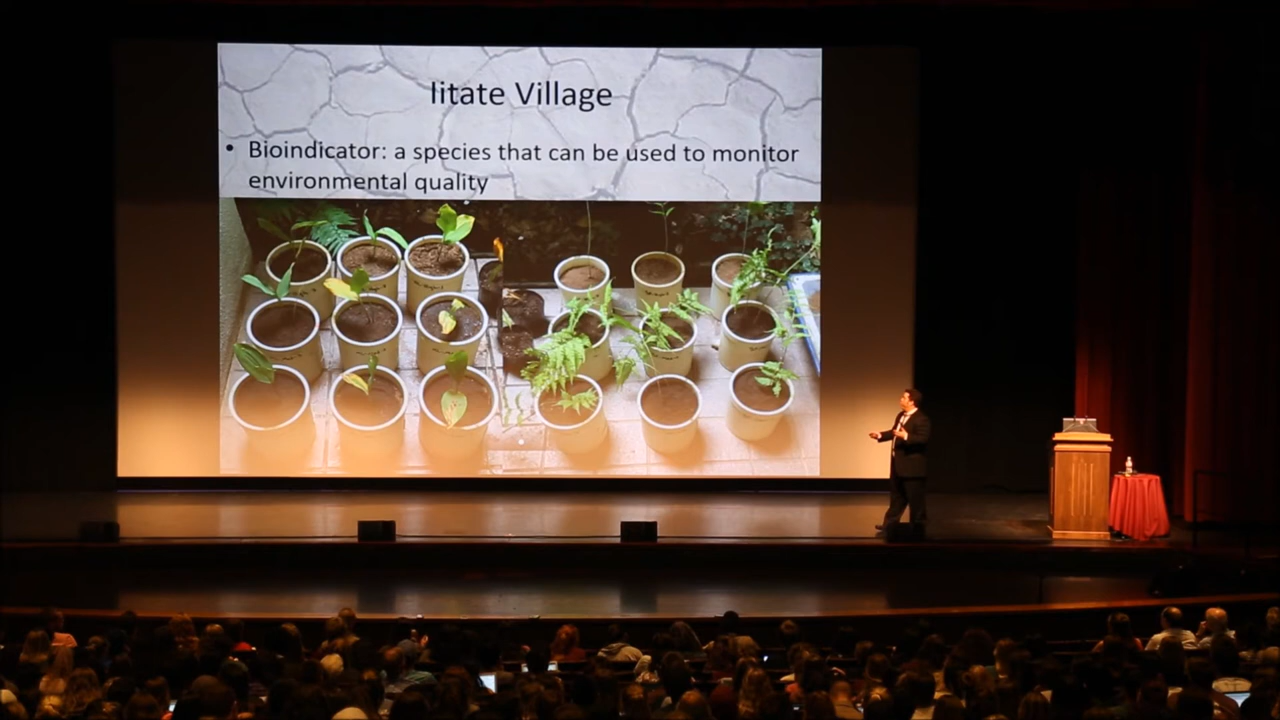 Iitate Village
• Bioindicator: a species that can be used to monitor
environmental quality